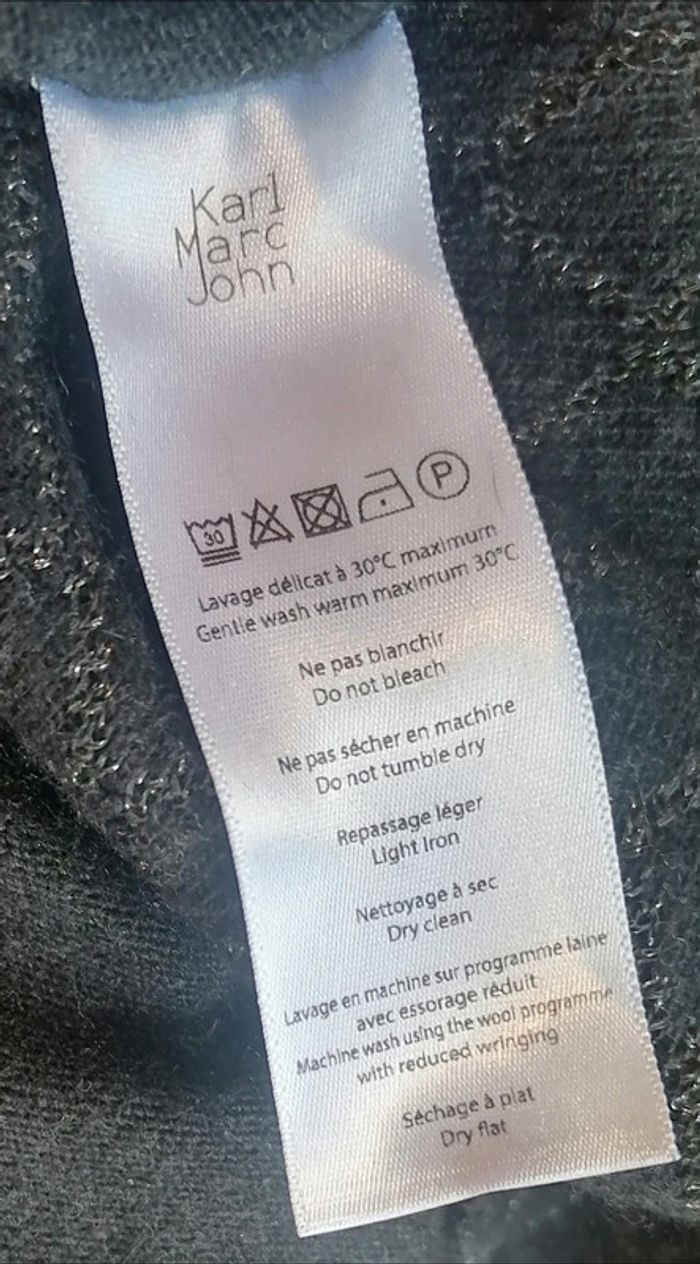 Karl
Marc
John
30 P
Lavage délicat à 30°C maximum
Gentle wash warm maximum 30°C
Ne pas blanchir
Do not bleach
Ne pas sécher en machine
Do not tumble dry
Repassage léger
Light Iron
Nettoyage à sec
Dry clean
Lavage en machine sur programme laine
avec essorage réduit
Machine wash using the wool programme
with reduced wringing
Séchage à plat
Dry flat